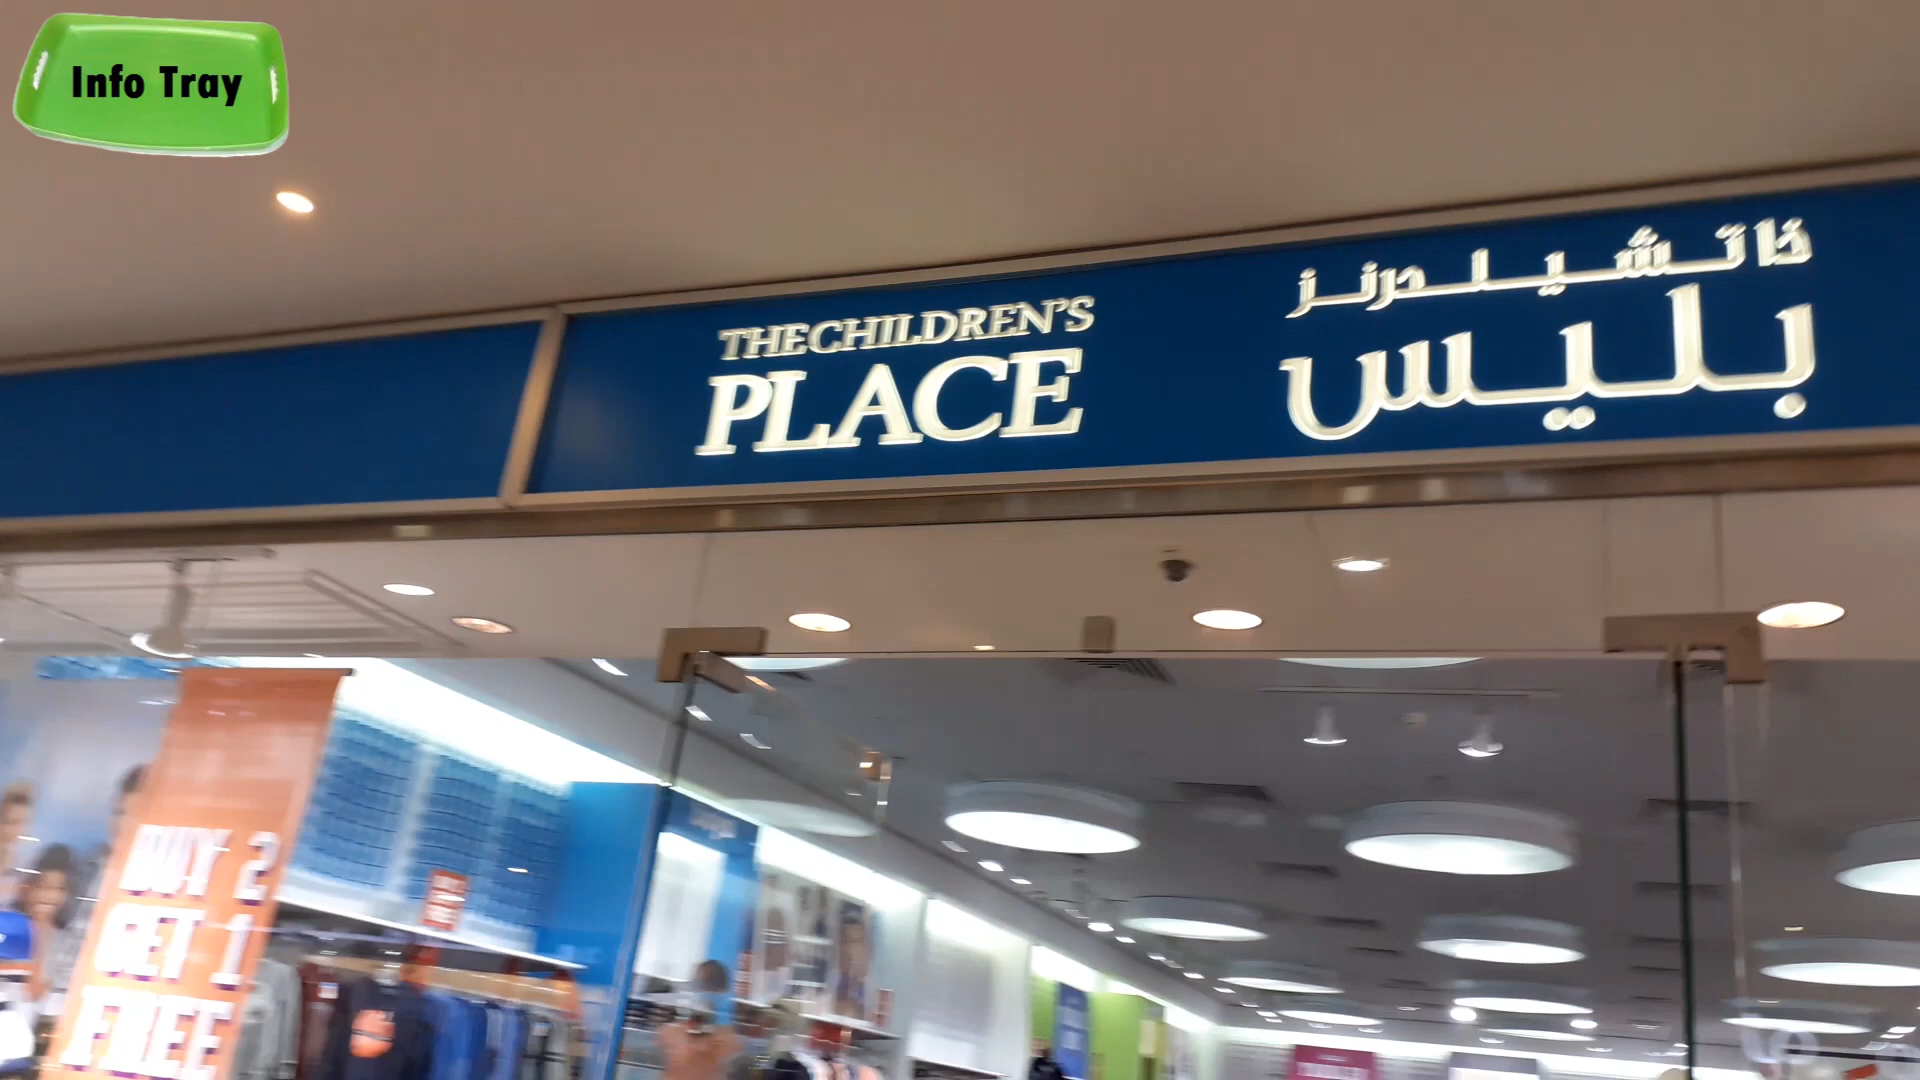 Info Tray
THE CHILDREN'S
PLACE
ذا تشيلدرنز
بليس
BUY 2
GET 1
FREE